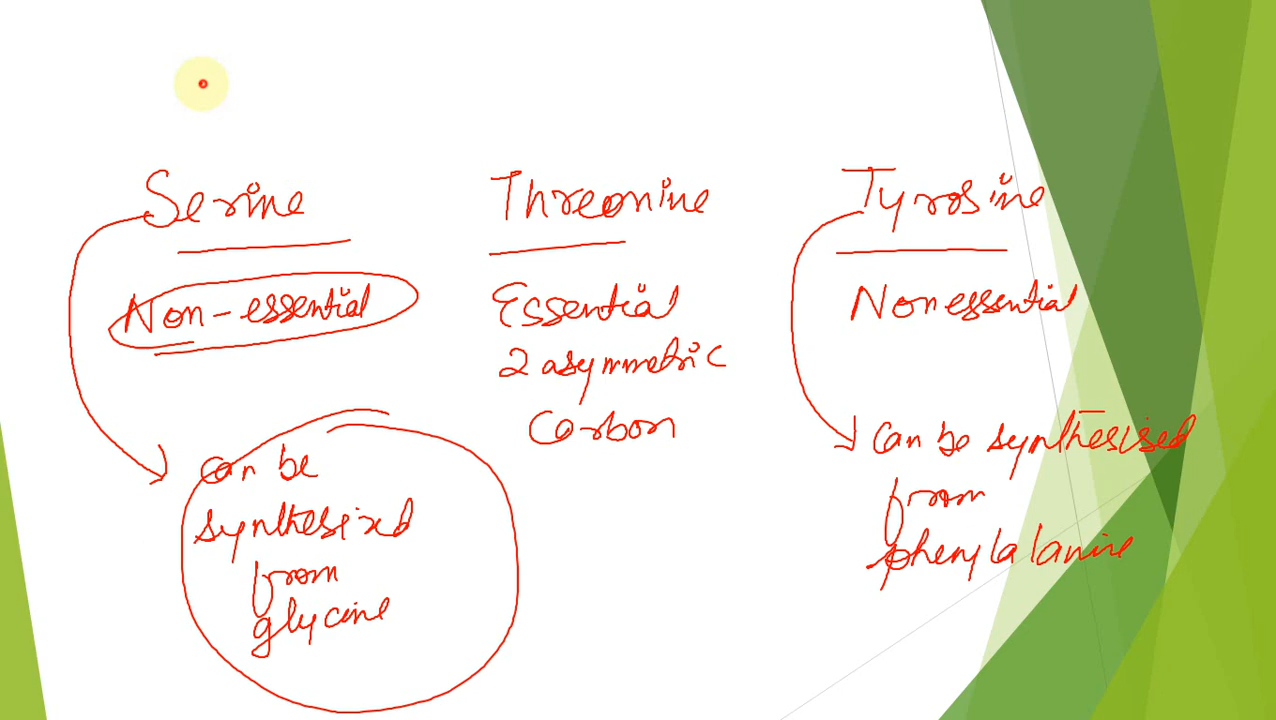 Serine
Non-essential
can be
synthesized
from
glycine
Threonine
Essential
2 asymmetric
Carbon
Tyrosine
Nonessential
Can be synthesised
from
phenylalanine